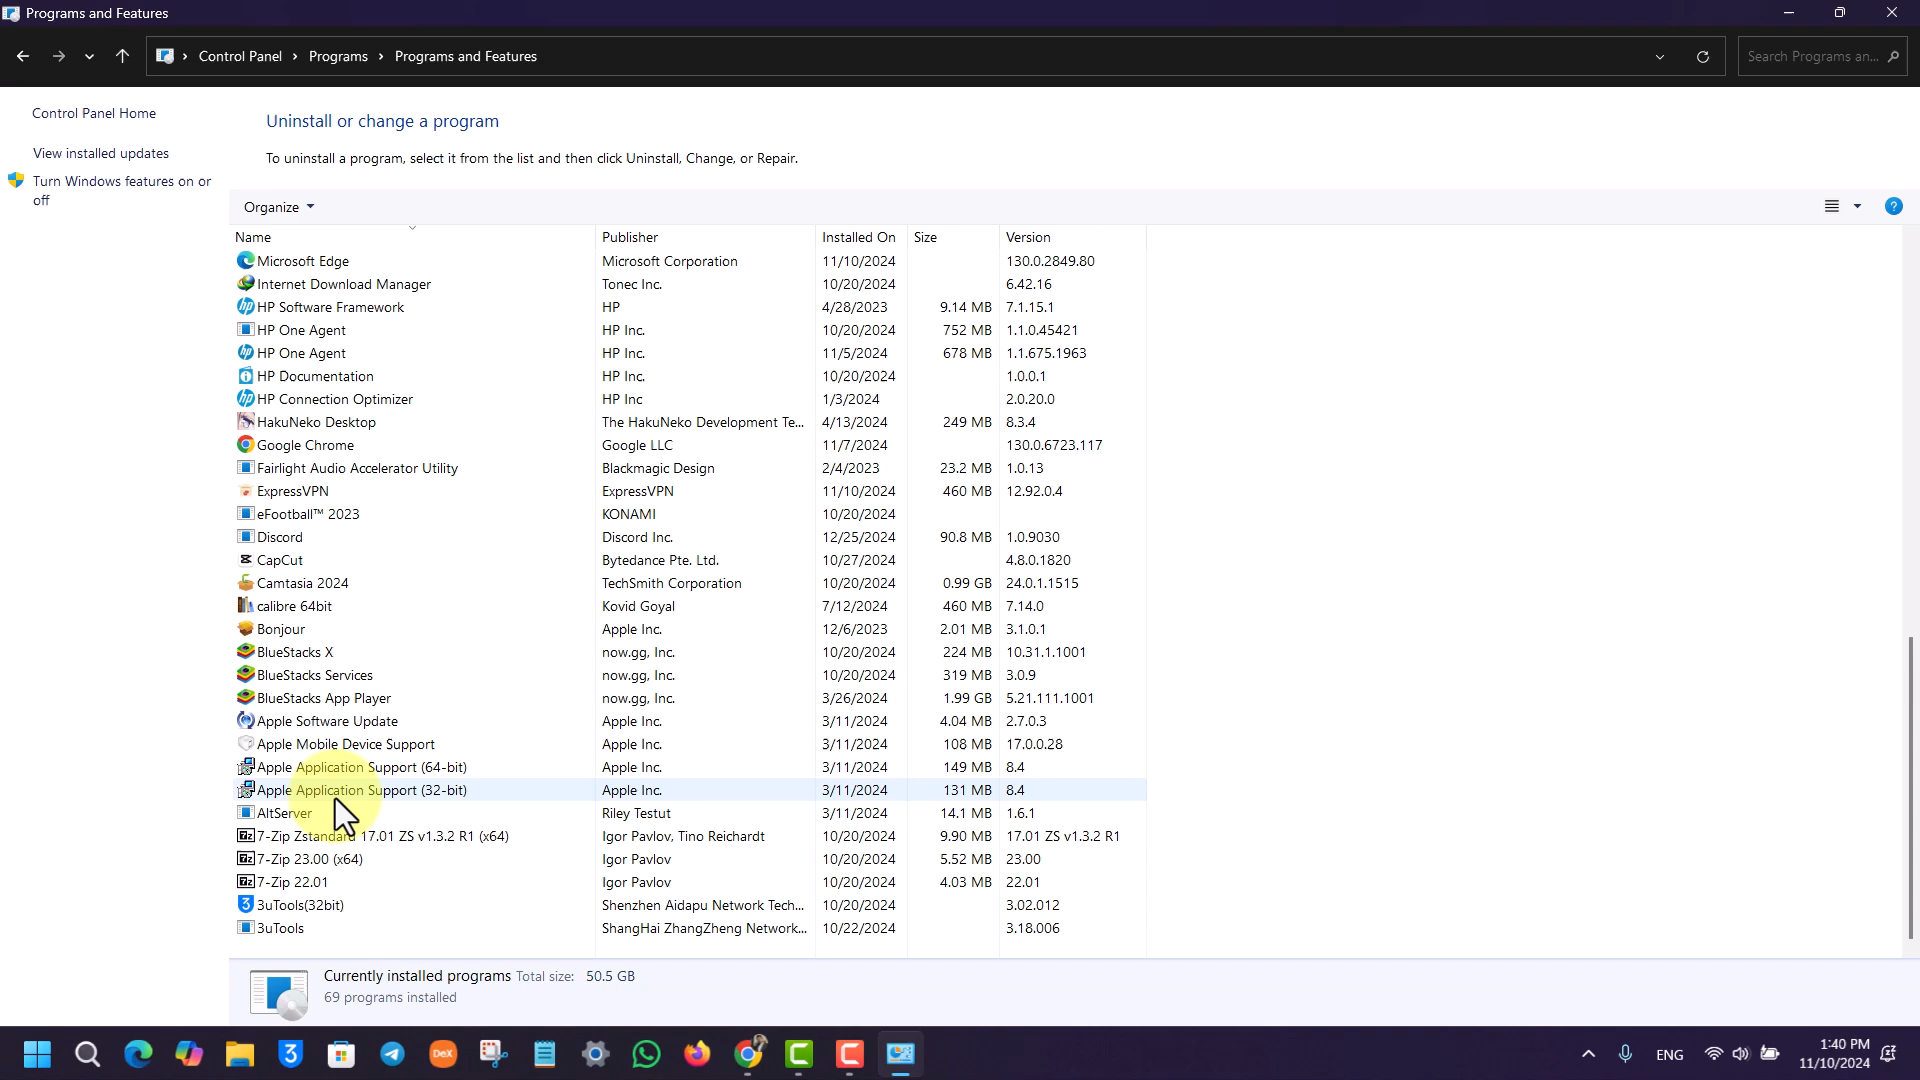 Programs and Features
Control Panel > Programs > Programs and Features
Search Programs an...
Control Panel Home
View installed updates
Turn Windows features on or
off
Uninstall or change a program
To uninstall a program, select it from the list and then click Uninstall, Change, or Repair.
Organize
Name Publisher Installed On Size Version
Microsoft Edge Microsoft Corporation 11/10/2024 130.0.2849.80
Internet Download Manager Tonec Inc. 10/20/2024 6.42.16
HP Software Framework HP 4/28/2023 9.14 MB 7.1.15.1
HP One Agent HP Inc. 10/20/2024 752 MB 1.1.0.45421
HP One Agent HP Inc. 11/5/2024 678 MB 1.1.675.1963
HP Documentation HP Inc. 10/20/2024 1.0.0.1
HP Connection Optimizer HP Inc 1/3/2024 2.0.20.0
HakuNeko Desktop The HakuNeko Development Te... 4/13/2024 249 MB 8.3.4
Google Chrome Google LLC 11/7/2024 130.0.6723.117
Fairlight Audio Accelerator Utility Blackmagic Design 2/4/2023 23.2 MB 1.0.13
ExpressVPN ExpressVPN 11/10/2024 460 MB 12.92.0.4
eFootball™ 2023 KONAMI 10/20/2024
Discord Discord Inc. 12/25/2024 90.8 MB 1.0.9030
CapCut Bytedance Pte. Ltd. 10/27/2024 4.8.0.1820
Camtasia 2024 TechSmith Corporation 10/20/2024 0.99 GB 24.0.1.1515
calibre 64bit Kovid Goyal 7/12/2024 460 MB 7.14.0
Bonjour Apple Inc. 12/6/2023 2.01 MB 3.1.0.1
BlueStacks X now.gg, Inc. 10/20/2024 224 MB 10.31.1.1001
BlueStacks Services now.gg, Inc. 10/20/2024 319 MB 3.0.9
BlueStacks App Player now.gg, Inc. 3/26/2024 1.99 GB 5.21.111.1001
Apple Software Update Apple Inc. 3/11/2024 4.04 MB 2.7.0.3
Apple Mobile Device Support Apple Inc. 3/11/2024 108 MB 17.0.0.28
Apple Application Support (64-bit) Apple Inc. 3/11/2024 149 MB 8.4
Apple Application Support (32-bit) Apple Inc. 3/11/2024 131 MB 8.4
AltServer Riley Testut 3/11/2024 14.1 MB 1.6.1
7-Zip Zstandard 17.01 ZS v1.3.2 R1 (x64) Igor Pavlov, Tino Reichardt 10/20/2024 9.90 MB 17.01 ZS v1.3.2 R1
7-Zip 23.00 (x64) Igor Pavlov 10/20/2024 5.52 MB 23.00
7-Zip 22.01 Igor Pavlov 10/20/2024 4.03 MB 22.01
3uTools(32bit) Shenzhen Aidapu Network Tech... 10/20/2024 3.02.012
3uTools ShangHai ZhangZheng Network... 10/22/2024 3.18.006
Currently installed programs Total size: 50.5 GB
69 programs installed
DeX
ENG
1:40 PM
11/10/2024